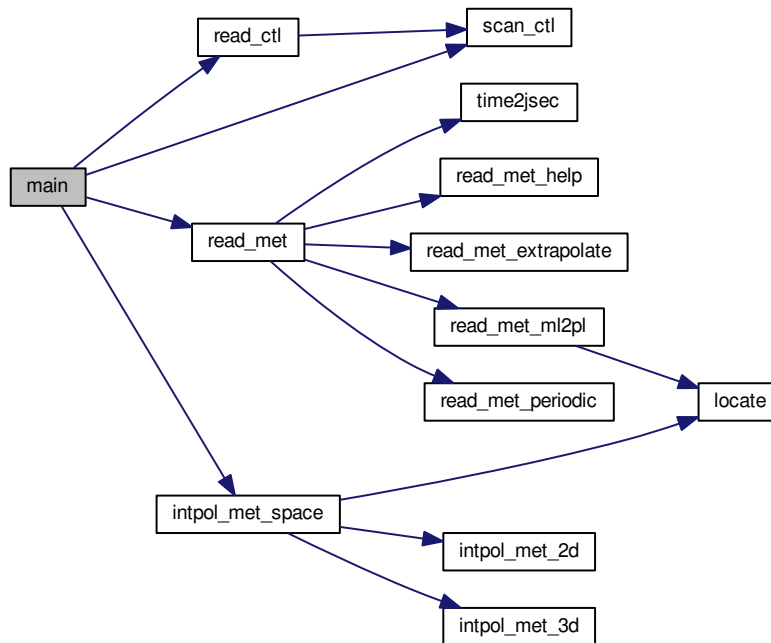 scan_ctl
read_ctl
time2jsec
read_met_help
main
read_met
read_met_extrapolate
read_met_ml2pl
read_met_periodic
locate
intpol_met_space
intpol_met_2d
intpol_met_3d